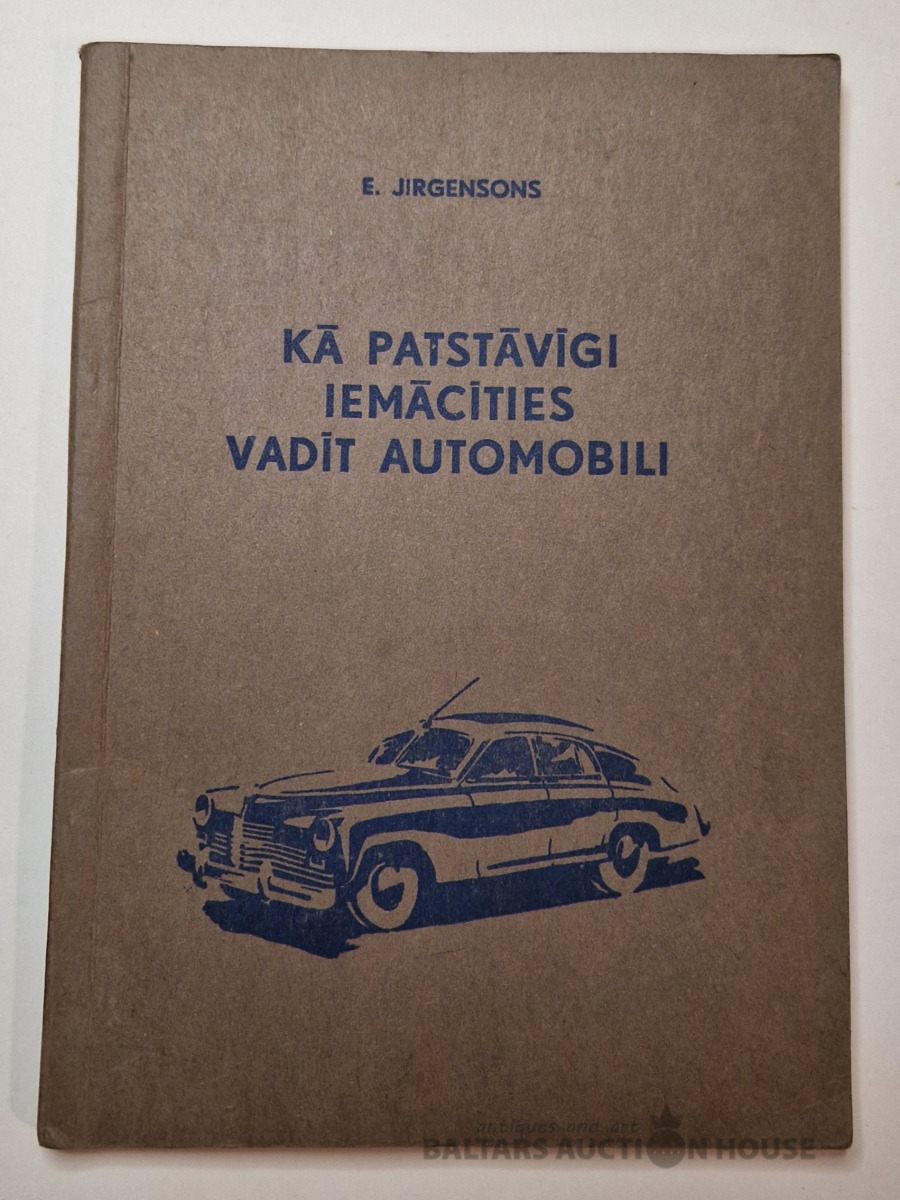 E. JIRGENSONS
KĀ PATSTĀVĪGI
IEMĀCĪTIES
VADĪT AUTOMOBILI
antiques and art
BALTARS AUCTION HOUSE